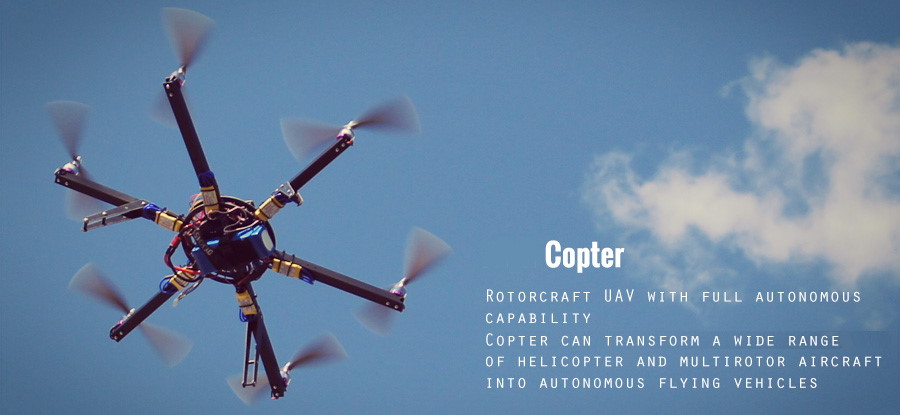 Copter
Rotorcraft UAV with full autonomous
capability
Copter can transform a wide range
of helicopter and multirotor aircraft
into autonomous flying vehicles